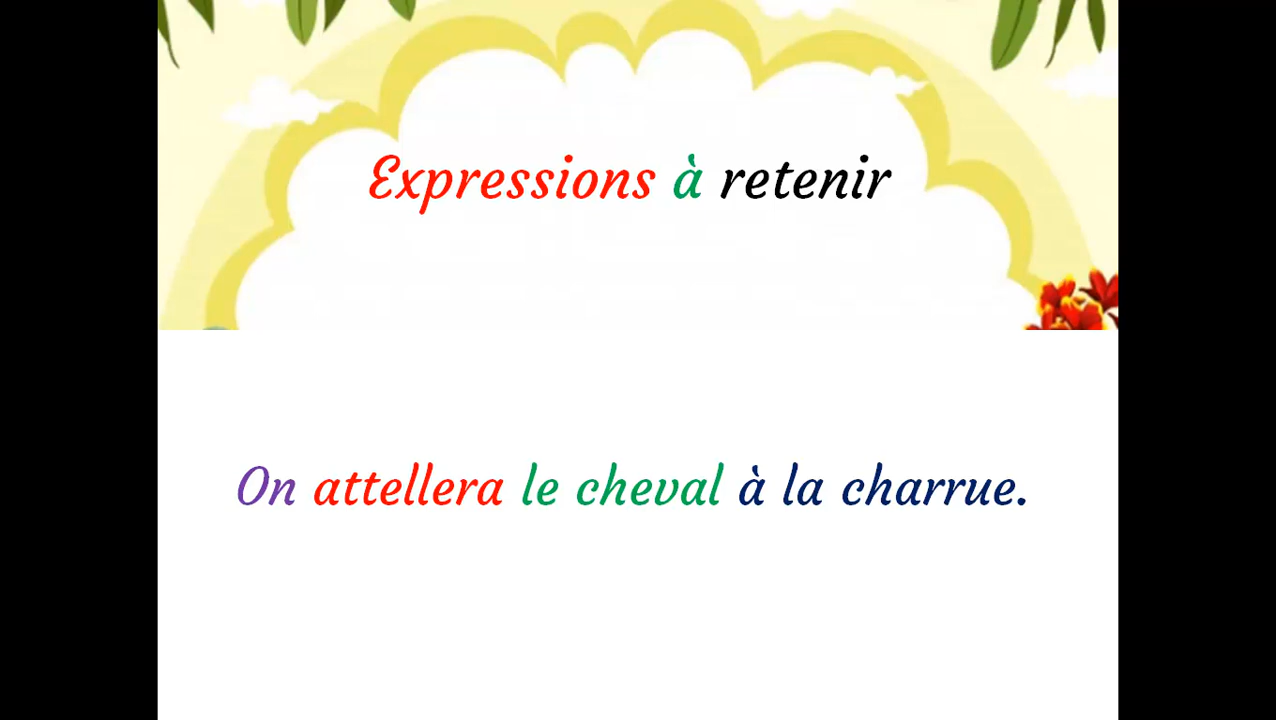 Expressions à retenir
On attellera le cheval à la charrue.